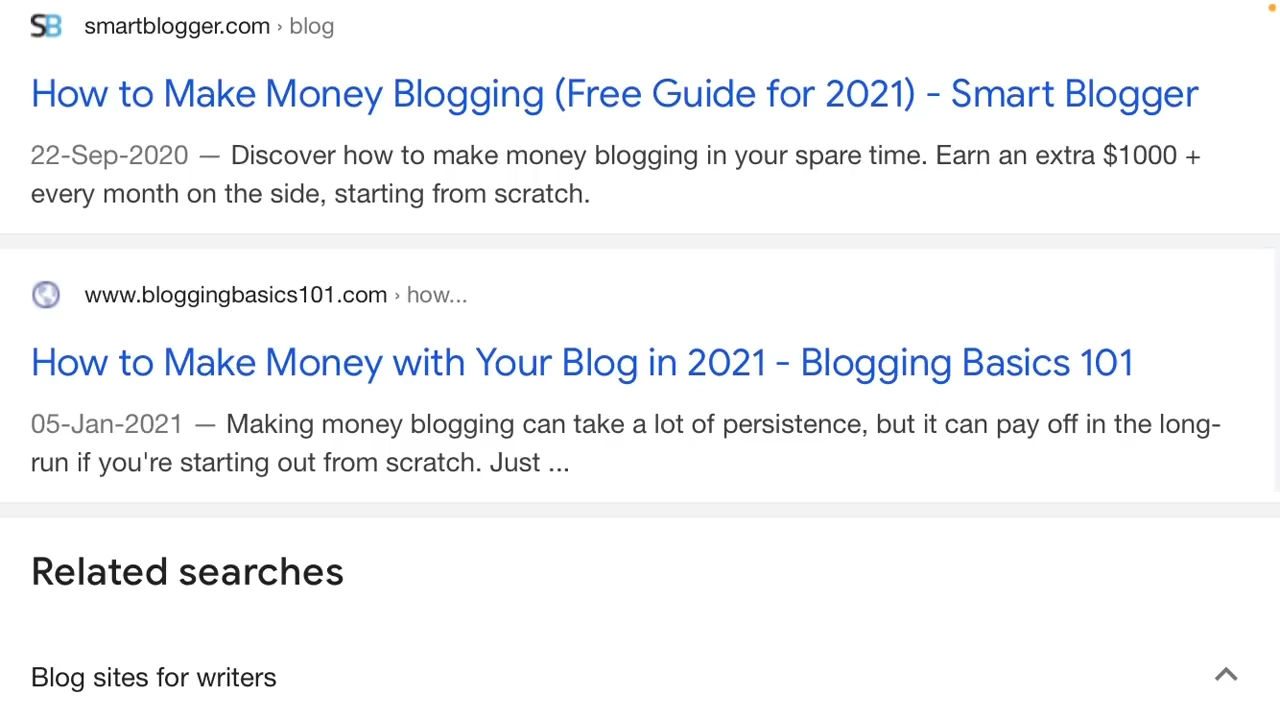 SB smartblogger.com › blog
How to Make Money Blogging (Free Guide for 2021) - Smart Blogger
22-Sep-2020 — Discover how to make money blogging in your spare time. Earn an extra $1000 +
every month on the side, starting from scratch.
www.bloggingbasics101.com › how...
How to Make Money with Your Blog in 2021 - Blogging Basics 101
05-Jan-2021 — Making money blogging can take a lot of persistence, but it can pay off in the long-
run if you're starting out from scratch. Just ...
Related searches
Blog sites for writers